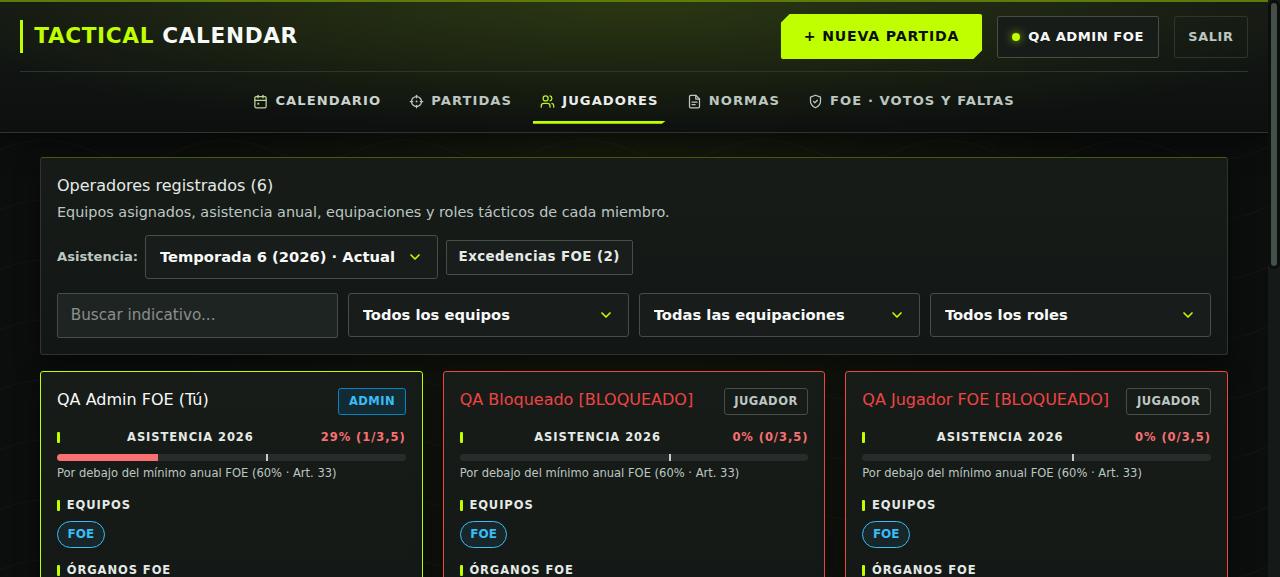 TACTICAL CALENDAR
+ NUEVA PARTIDA
QA ADMIN FOE
SALIR
CALENDARIO
PARTIDAS
JUGADORES
NORMAS
FOE · VOTOS Y FALTAS
Operadores registrados (6)
Equipos asignados, asistencia anual, equipaciones y roles tácticos de cada miembro.
Asistencia:
Temporada 6 (2026) · Actual
Excedencias FOE (2)
Buscar indicativo...
Todos los equipos
Todas las equipaciones
Todos los roles
QA Admin FOE (Tú)
ADMIN
ASISTENCIA 2026
29% (1/3,5)
Por debajo del mínimo anual FOE (60% · Art. 33)
EQUIPOS
FOE
ÓRGANOS FOE
QA Bloqueado [BLOQUEADO]
JUGADOR
ASISTENCIA 2026
0% (0/3,5)
Por debajo del mínimo anual FOE (60% · Art. 33)
EQUIPOS
FOE
ÓRGANOS FOE
QA Jugador FOE [BLOQUEADO]
JUGADOR
ASISTENCIA 2026
0% (0/3,5)
Por debajo del mínimo anual FOE (60% · Art. 33)
EQUIPOS
FOE
ÓRGANOS FOE